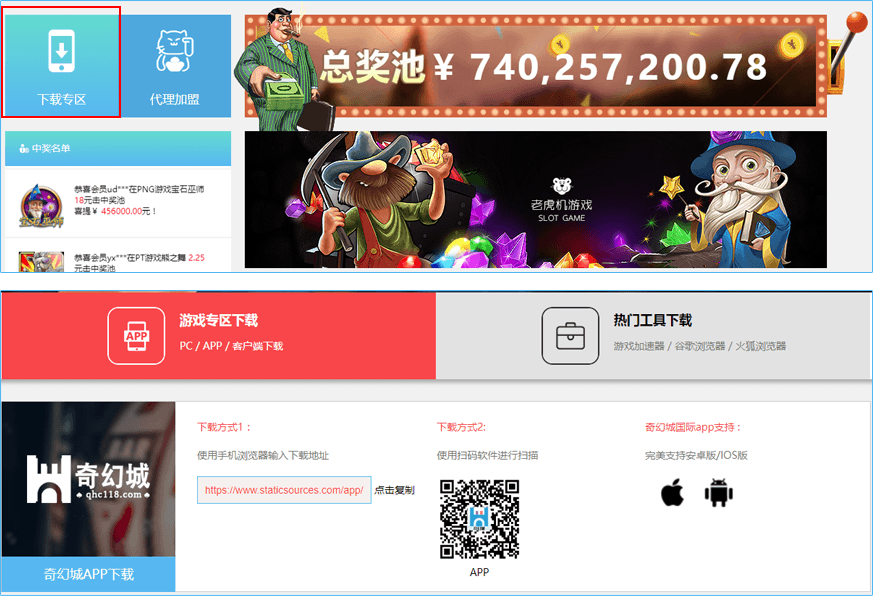 下载专区
代理加盟
总奖池 ¥ 740,257,200.78
中奖名单
恭喜会员ud***在PNG游戏宝石巫师
18元击中奖池
喜提¥ 456000.00元！
恭喜会员yx***在PT游戏熊之舞 2.25
元击中奖池
老虎机游戏
SLOT GAME
APP
游戏专区下载
PC / APP / 客户端下载
热门工具下载
游戏加速器 / 谷歌浏览器 / 火狐浏览器
奇幻城
qhc118.com
奇幻城APP下载
下载方式1：
使用手机浏览器输入下载地址
https://www.staticsources.com/app/ 点击复制
下载方式2:
使用扫码软件进行扫描
APP
奇幻城国际app支持：
完美支持安卓版/IOS版